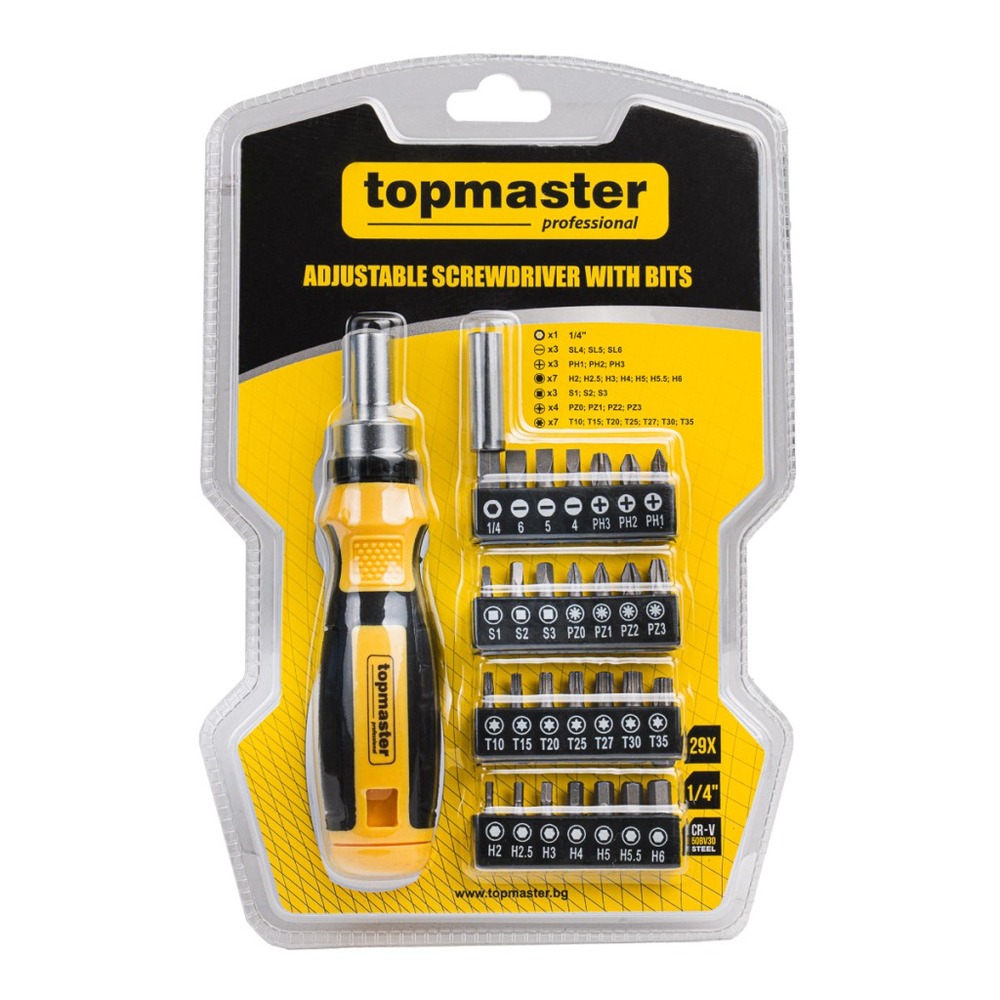 topmaster
professional
ADJUSTABLE SCREWDRIVER WITH BITS
x1 1/4"
x3 SL4; SL5; SL6
x3 PH1; PH2; PH3
x7 H2; H2.5; H3; H4; H5; H5.5; H6
x3 S1; S2; S3
x4 PZ0; PZ1; PZ2; PZ3
x7 T10; T15; T20; T25; T27; T30; T35
1/4 6 5 4 PH3 PH2 PH1
S1 S2 S3 PZ0 PZ1 PZ2 PZ3
topmaster
professional
T10 T15 T20 T25 T27 T30 T35
29X
1/4"
H2 H2.5 H3 H4 H5 H5.5 H6
CR-V
50BV30
STEEL
www.topmaster.bg